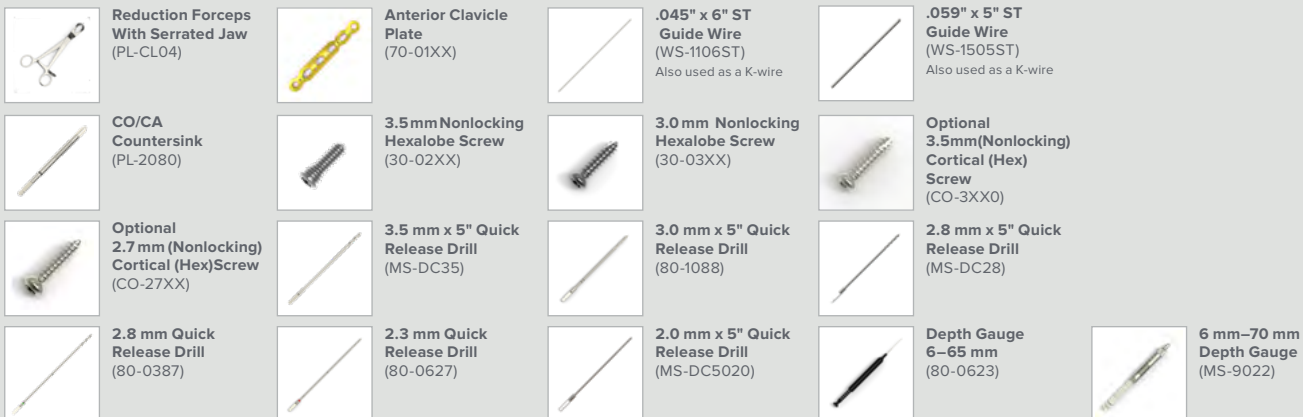 Reduction Forceps
With Serrated Jaw
(PL-CL04)
Anterior Clavicle
Plate
(70-01XX)
.045" x 6" ST
Guide Wire
(WS-1106ST)
Also used as a K-wire
.059" x 5" ST
Guide Wire
(WS-1505ST)
Also used as a K-wire
CO/CA
Countersink
(PL-2080)
3.5 mm Nonlocking
Hexalobe Screw
(30-02XX)
3.0 mm Nonlocking
Hexalobe Screw
(30-03XX)
Optional
3.5mm(Nonlocking)
Cortical (Hex)
Screw
(CO-3XX0)
Optional
2.7 mm (Nonlocking)
Cortical (Hex)Screw
(CO-27XX)
3.5 mm x 5" Quick
Release Drill
(MS-DC35)
3.0 mm x 5" Quick
Release Drill
(80-1088)
2.8 mm x 5" Quick
Release Drill
(MS-DC28)
2.8 mm Quick
Release Drill
(80-0387)
2.3 mm Quick
Release Drill
(80-0627)
2.0 mm x 5" Quick
Release Drill
(MS-DC5020)
Depth Gauge
6–65 mm
(80-0623)
6 mm–70 mm
Depth Gauge
(MS-9022)